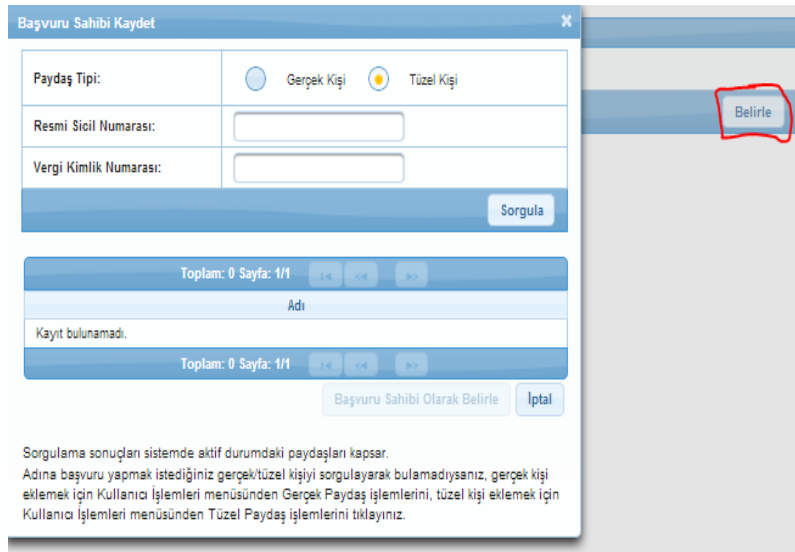 Başvuru Sahibi Kaydet
Paydaş Tipi: Gerçek Kişi Tüzel Kişi
Belirle
Resmi Sicil Numarası:
Vergi Kimlik Numarası:
Sorgula
Toplam: 0 Sayfa: 1/1
Adı
Kayıt bulunamadı.
Toplam: 0 Sayfa: 1/1
Başvuru Sahibi Olarak Belirle İptal
Sorgulama sonuçları sistemde aktif durumdaki paydaşları kapsar.
Adına başvuru yapmak istediğiniz gerçek/tüzel kişiyi sorgulayarak bulamadıysanız, gerçek kişi
eklemek için Kullanıcı İşlemleri menüsünden Gerçek Paydaş işlemlerini, tüzel kişi eklemek için
Kullanıcı İşlemleri menüsünden Tüzel Paydaş işlemlerini tıklayınız.